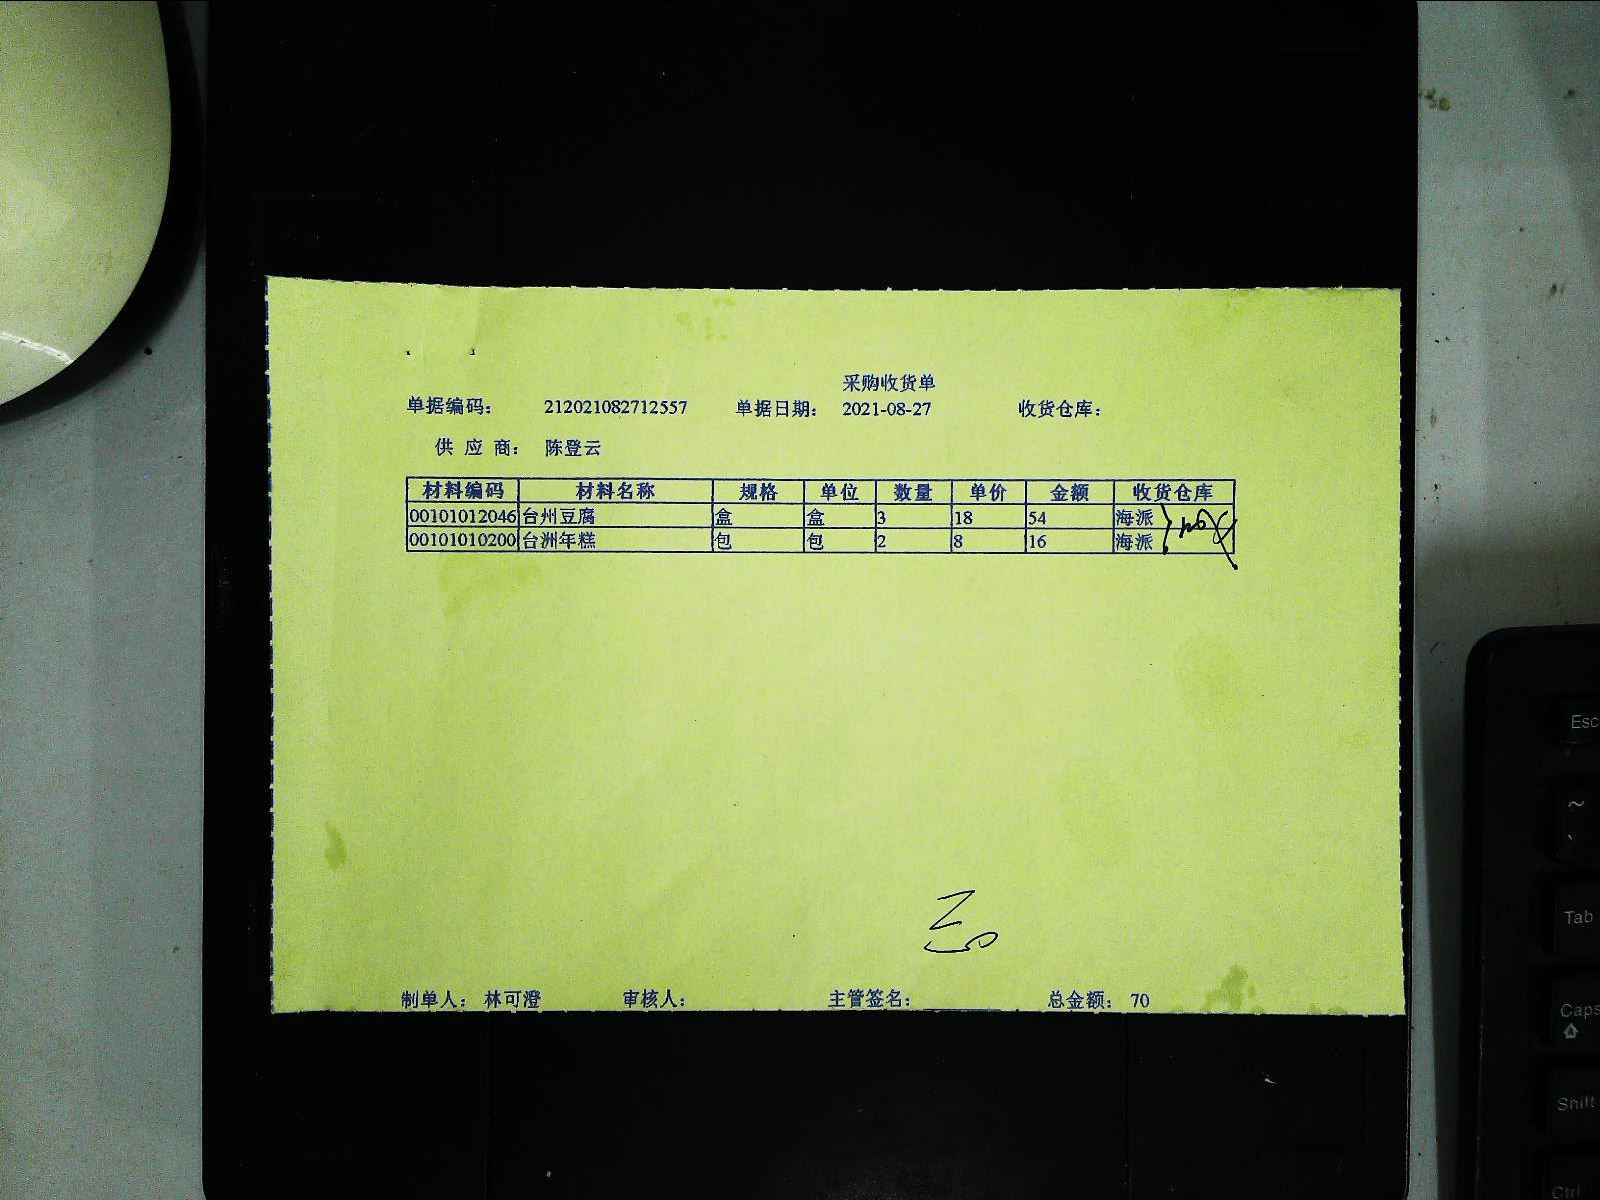 采购收货单
单据编码： 212021082712557 单据日期： 2021-08-27 收货仓库：
供 应 商： 陈登云
材料编码 材料名称 规格 单位 数量 单价 金额 收货仓库
00101012046 台州豆腐 盒 盒 3 18 54 海派
00101010200 台洲年糕 包 包 2 8 16 海派
制单人： 林可澄 审核人： 主管签名： 总金额： 70
Esc
~
Tab
Caps
Shift
Ctrl